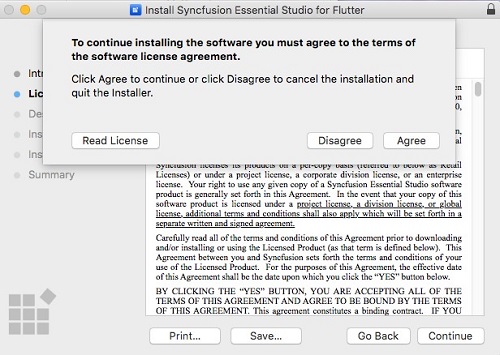 Install Syncfusion Essential Studio for Flutter
To continue installing the software you must agree to the terms of
the software license agreement.
Click Agree to continue or click Disagree to cancel the installation and
quit the Installer.
Read License
Disagree
Agree
Intr
Lic
De
Ins
Ins
Summary
Syncfusion licenses its products on a per-copy basis (referred to below as Retail
Licenses) or under a project license, a corporate division license, or an enterprise
license. Your right to use any given copy of a Syncfusion Essential Studio software
product is generally set forth in this Agreement. In the event that your copy of this
software product is licensed under a project license, a division license, or global
license, additional terms and conditions shall also apply which will be set forth in a
separate written and signed agreement.
Carefully read all of the terms and conditions of this Agreement prior to downloading
and/or installing or using the Licensed Product (as that term is defined below). This
Agreement between you and Syncfusion sets forth the terms and conditions of your
use of the Licensed Product. For the purposes of this Agreement, the effective date
of this Agreement shall be the date upon which you click the "YES" button below.
BY CLICKING THE "YES" BUTTON, YOU ARE ACCEPTING ALL OF THE
TERMS OF THIS AGREEMENT AND AGREE TO BE BOUND BY THE TERMS
OF THIS AGREEMENT. This agreement constitutes a binding contract. IF YOU
Print...
Save...
Go Back
Continue